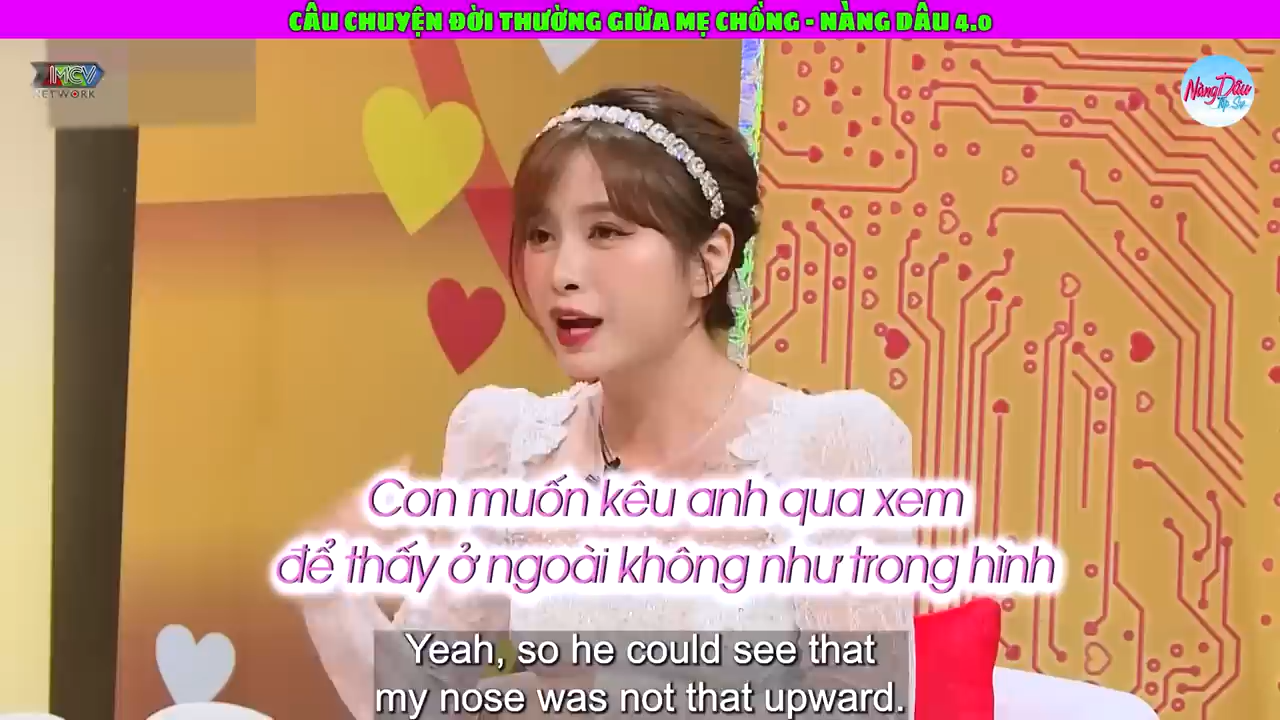 CÂU CHUYỆN ĐỜI THƯỜNG GIỮA MẸ CHỒNG - NÀNG DÂU 4.0
MCV
NETWORK
Nàng Dâu
Con muốn kêu anh qua xem
để thấy ở ngoài không như trong hình
Yeah, so he could see that
my nose was not that upward.